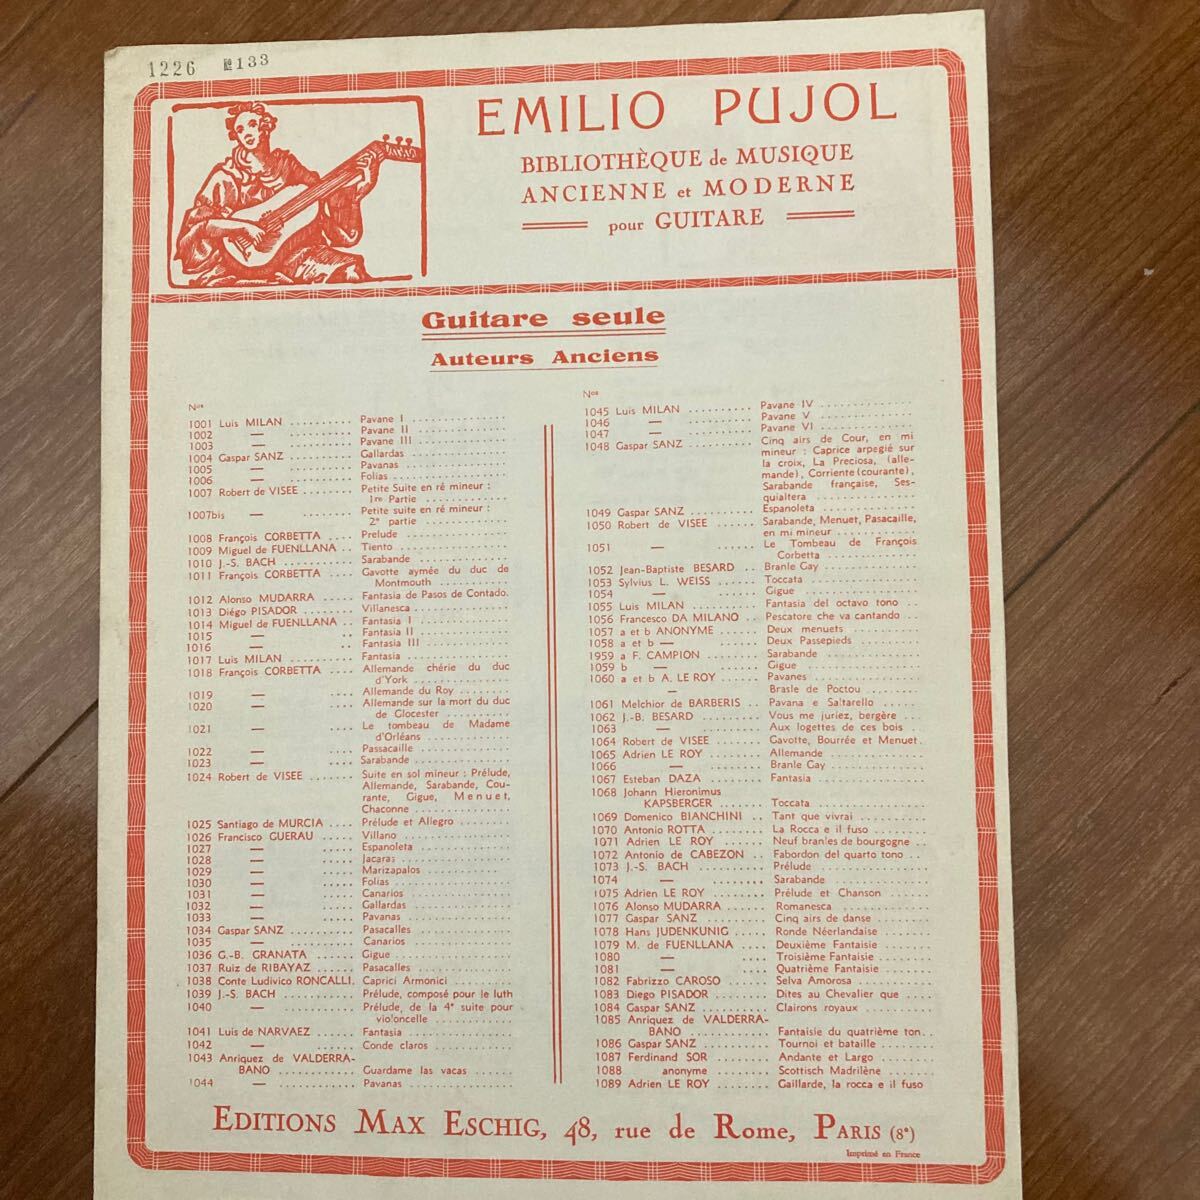 1226 №133
EMILIO PUJOL
BIBLIOTHÈQUE de MUSIQUE
ANCIENNE et MODERNE
pour GUITARE
Guitare seule
Auteurs Anciens
Nos
1001 Luis MILAN .......... Pavane I
1002 — Pavane II
1003 — Pavane III
1004 Gaspar SANZ .......... Gallardas
1005 — Pavanas
1006 — Folias
1007 Robert de VISEE ........ Petite Suite en ré mineur :
1re Partie
1007bis — Petite suite en ré mineur :
2e partie
1008 François CORBETTA .... Prelude
1009 Miguel de FUENLLANA .. Tiento
1010 J.-S. BACH ............ Sarabande
1011 François CORBETTA .... Gavotte aymée du duc de
Montmouth
1012 Alonso MUDARRA ...... Fantasia de Pasos de Contado.
1013 Diégo PISADOR ........ Villanesca
1014 Miguel de FUENLLANA .. Fantasia I
1015 — .. Fantasia II
1016 — .. Fantasia III
1017 Luis MILAN .......... Fantasia
1018 François CORBETTA .... Allemande chérie du duc
d'York
1019 — .... Allemande du Roy
1020 — .... Allemande sur la mort du duc
de Glocester
1021 — .... Le tombeau de Madame
d'Orléans
1022 — .... Passacaille
1023 — .... Sarabande
1024 Robert de VISEE ...... Suite en sol mineur : Prélude,
Allemande, Sarabande, Cou-
rante, Gigue, Menuet,
Chaconne
1025 Santiago de MURCIA .... Prélude et Allegro
1026 Francisco GUERAU ..... Villano
1027 — ..... Espanoleta
1028 — ..... Jacaras
1029 — ..... Marizapalos
1030 — ..... Folias
1031 — ..... Canarios
1032 — ..... Gallardas
1033 — ..... Pavanas
1034 Gaspar SANZ .......... Pasacalles
1035 — .......... Canarios
1036 G.-B. GRANATA ...... Gigue
1037 Ruiz de RIBAYAZ ...... Pasacalles
1038 Conte Ludivico RONCALLI. Caprici Armonici
1039 J.-S. BACH ............ Prélude, composé pour le luth
1040 — ............ Prélude, de la 4e suite pour
violoncelle
1041 Luis de NARVAEZ ...... Fantasia
1042 — ...... Conde claros
1043 Anriquez de VALDERRA-
BANO ............ Guardame las vacas
1044 — ............ Pavanas
Nos
1045 Luis MILAN .......... Pavane IV
1046 — .......... Pavane V
1047 — .......... Pavane VI
1048 Gaspar SANZ .......... Cinq airs de Cour, en mi
mineur : Caprice arpegié sur
la croix, La Preciosa, (alle-
mande), Corriente (courante),
Sarabande française, Ses-
quialtera
1049 Gaspar SANZ .......... Espanoleta
1050 Robert de VISEE ...... Sarabande, Menuet, Pasacaille,
en mi mineur
1051 — ...... Le Tombeau de François
Corbetta
1052 Jean-Baptiste BESARD .. Branle Gay
1053 Sylvius L. WEISS ...... Toccata
1054 — ...... Gigue
1055 Luis MILAN .......... Fantasia del octavo tono ..
1056 Francesco DA MILANO .. Pescatore che va cantando ..
1057 a et b ANONYME ...... Deux menuets
1058 a et b — ...... Deux Passepieds
1959 a F. CAMPION ........ Sarabande
1059 b — ........ Gigue
1060 a et b A. LE ROY ...... Pavanes
— Brasle de Poctou
1061 Melchior de BARBERIS .. Pavana e Saltarello
1062 J.-B. BESARD ......... Vous me juriez, bergère
1063 — ......... Aux logettes de ces bois ..
1064 Robert de VISEE ...... Gavotte, Bourrée et Menuet.
1065 Adrien LE ROY ........ Allemande
1066 — ........ Branle Gay
1067 Esteban DAZA ........ Fantasia
1068 Johann Hieronimus
KAPSBERGER ....... Toccata
1069 Domenico BIANCHINI .. Tant que vivrai
1070 Antonio ROTTA ........ La Rocca e il fuso
1071 Adrien LE ROY ........ Neuf branles de bourgogne ..
1072 Antonio de CABEZON .. Fabordon del quarto tono ..
1073 J.-S. BACH ............ Prélude
1074 — ............ Sarabande
1075 Adrien LE ROY ........ Prélude et Chanson
1076 Alonso MUDARRA ...... Romanesca
1077 Gaspar SANZ .......... Cinq airs de danse
1078 Hans JUDENKUNIG .... Ronde Néerlandaise
1079 M. de FUENLLANA .... Deuxième Fantaisie
1080 — .... Troisième Fantaisie
1081 — .... Quatrième Fantaisie
1082 Fabrizzo CAROSO ...... Selva Amorosa
1083 Diego PISADOR ........ Dites au Chevalier que
1084 Gaspar SANZ .......... Clairons royaux
1085 Anriquez de VALDERRA-
BANO ............ Fantaisie du quatrième ton.
1086 Gaspar SANZ .......... Tournoi et bataille
1087 Ferdinand SOR ........ Andante et Largo
1088 anonyme ........ Scottisch Madrilène
1089 Adrien LE ROY ........ Gaillarde, la rocca e il fuso
EDITIONS MAX ESCHIG, 48, rue de Rome, PARIS (8e)
Imprimé en France